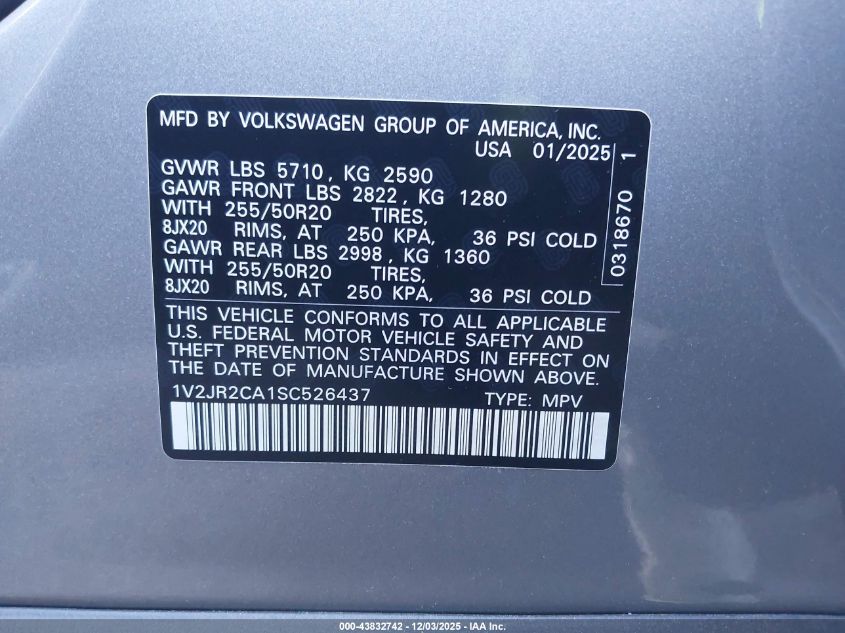 MFD BY VOLKSWAGEN GROUP OF AMERICA, INC.
USA 01/2025
GVWR LBS 5710, KG 2590
GAWR FRONT LBS 2822, KG 1280
WITH 255/50R20 TIRES,
8JX20 RIMS, AT 250 KPA, 36 PSI COLD
GAWR REAR LBS 2998, KG 1360
WITH 255/50R20 TIRES,
8JX20 RIMS, AT 250 KPA, 36 PSI COLD
THIS VEHICLE CONFORMS TO ALL APPLICABLE
U.S. FEDERAL MOTOR VEHICLE SAFETY AND
THEFT PREVENTION STANDARDS IN EFFECT ON
THE DATE OF MANUFACTURE SHOWN ABOVE.
1V2JR2CA1SC526437 TYPE: MPV
0318670 1
000-43832742 - 12/03/2025 - IAA Inc.